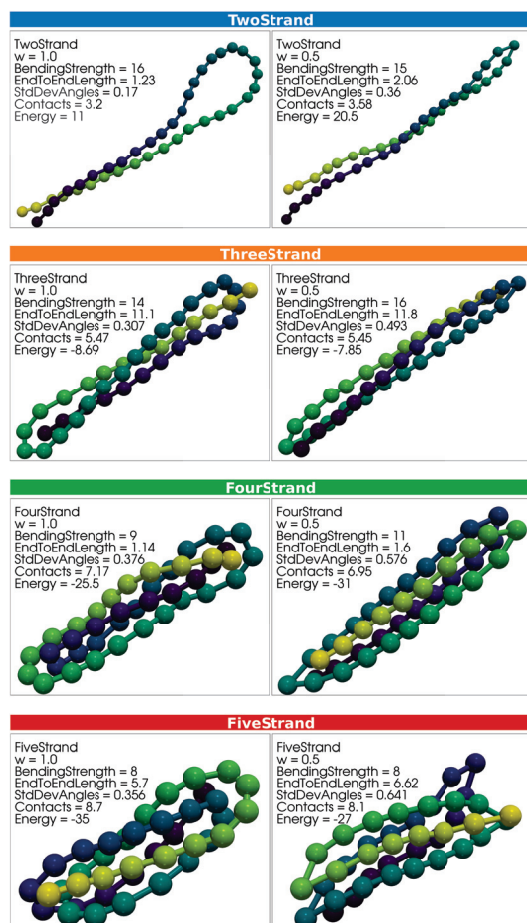 TwoStrand
TwoStrand
w = 1.0
BendingStrength = 16
EndToEndLength = 1.23
StdDevAngles = 0.17
Contacts = 3.2
Energy = 11
TwoStrand
w = 0.5
BendingStrength = 15
EndToEndLength = 2.06
StdDevAngles = 0.36
Contacts = 3.58
Energy = 20.5
ThreeStrand
ThreeStrand
w = 1.0
BendingStrength = 14
EndToEndLength = 11.1
StdDevAngles = 0.307
Contacts = 5.47
Energy = -8.69
ThreeStrand
w = 0.5
BendingStrength = 16
EndToEndLength = 11.8
StdDevAngles = 0.493
Contacts = 5.45
Energy = -7.85
FourStrand
FourStrand
w = 1.0
BendingStrength = 9
EndToEndLength = 1.14
StdDevAngles = 0.376
Contacts = 7.17
Energy = -25.5
FourStrand
w = 0.5
BendingStrength = 11
EndToEndLength = 1.6
StdDevAngles = 0.576
Contacts = 6.95
Energy = -31
FiveStrand
FiveStrand
w = 1.0
BendingStrength = 8
EndToEndLength = 5.7
StdDevAngles = 0.356
Contacts = 8.7
Energy = -35
FiveStrand
w = 0.5
BendingStrength = 8
EndToEndLength = 6.62
StdDevAngles = 0.641
Contacts = 8.1
Energy = -27